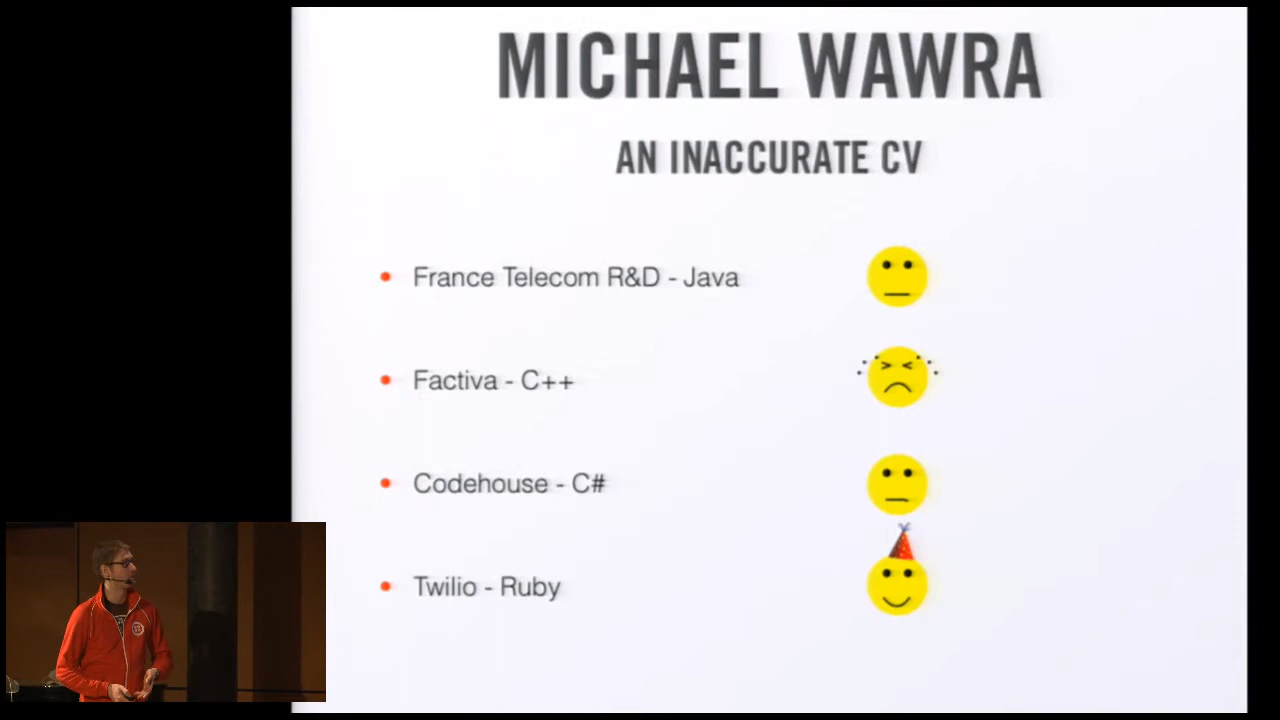 MICHAEL WAWRA
AN INACCURATE CV
• France Telecom R&D - Java
• Factiva - C++
• Codehouse - C#
• Twilio - Ruby